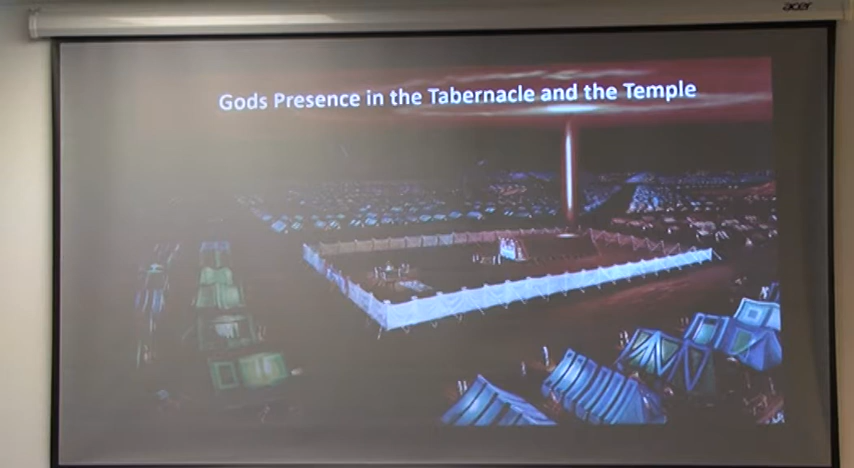 acer
Gods Presence in the Tabernacle and the Temple